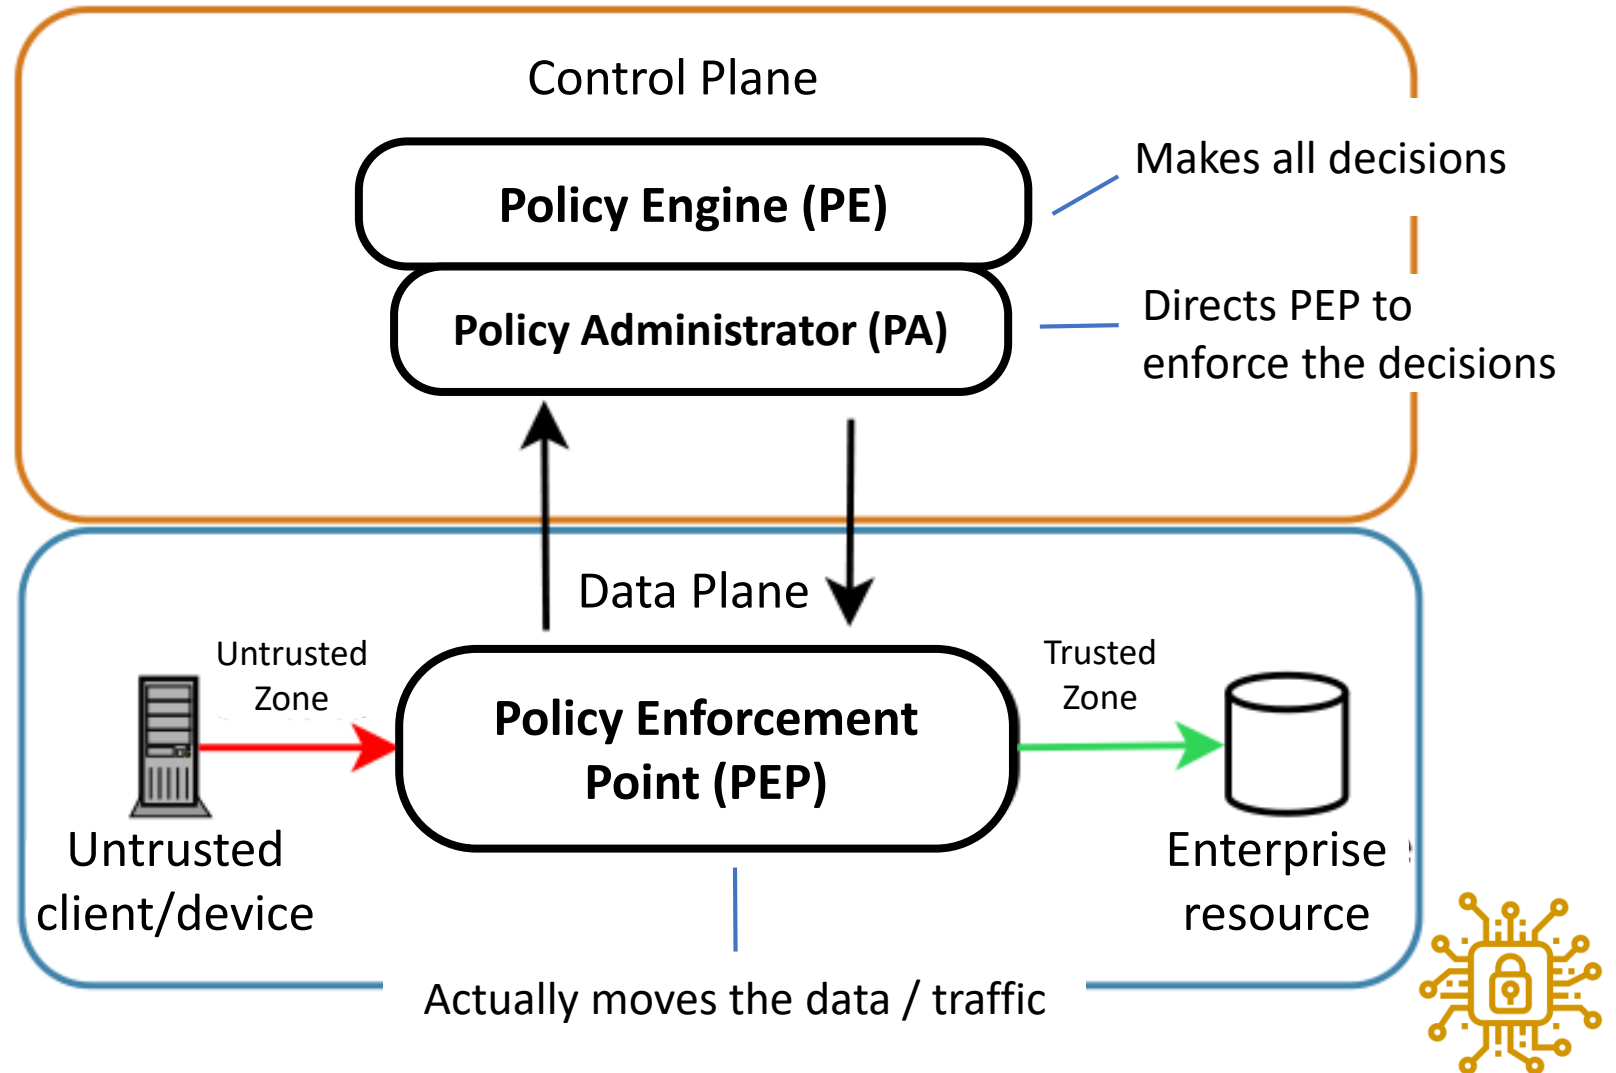 Control Plane
Policy Engine (PE)
Makes all decisions
Policy Administrator (PA)
Directs PEP to
enforce the decisions
Data Plane
Untrusted
Zone
Trusted
Zone
Policy Enforcement
Point (PEP)
Untrusted
client/device
Enterprise
resource
Actually moves the data / traffic